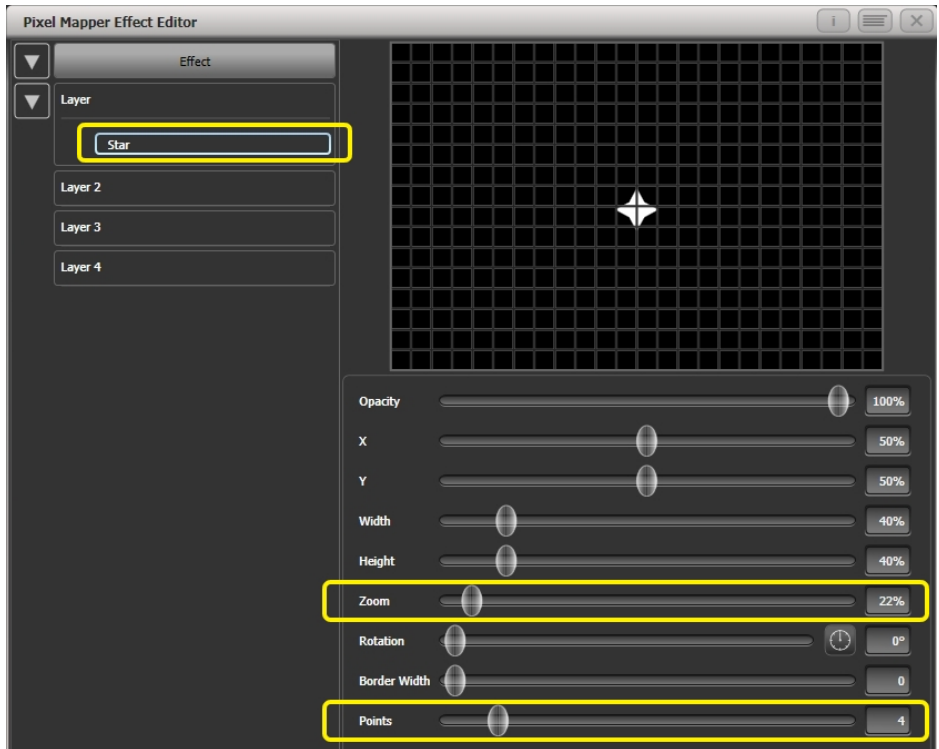 Pixel Mapper Effect Editor
i
Effect
Layer
Star
Layer 2
Layer 3
Layer 4
Opacity 100%
X 50%
Y 50%
Width 40%
Height 40%
Zoom 22%
Rotation 0°
Border Width 0
Points 4